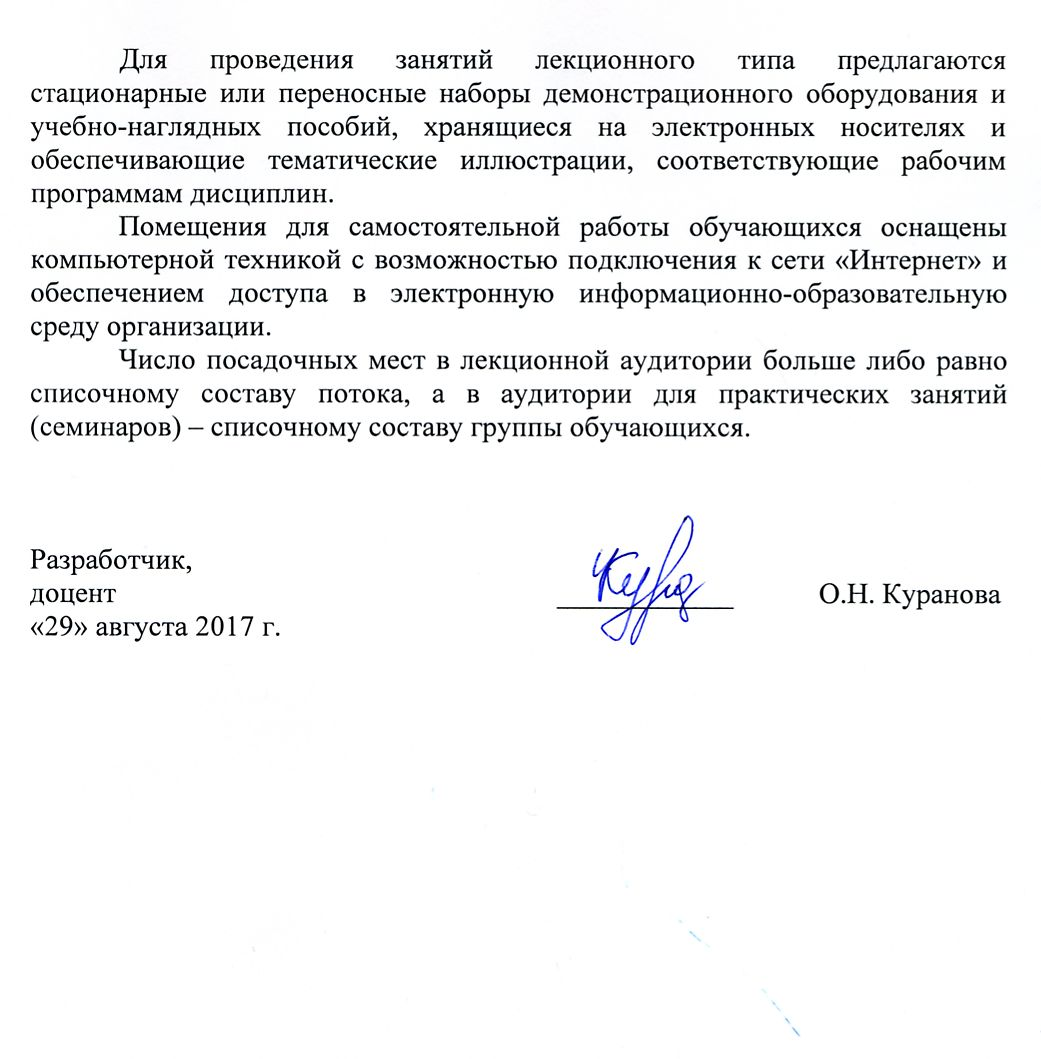 Для проведения занятий лекционного типа предлагаются
стационарные или переносные наборы демонстрационного оборудования и
учебно-наглядных пособий, хранящиеся на электронных носителях и
обеспечивающие тематические иллюстрации, соответствующие рабочим
программам дисциплин.
Помещения для самостоятельной работы обучающихся оснащены
компьютерной техникой с возможностью подключения к сети «Интернет» и
обеспечением доступа в электронную информационно-образовательную
среду организации.
Число посадочных мест в лекционной аудитории больше либо равно
списочному составу потока, а в аудитории для практических занятий
(семинаров) – списочному составу группы обучающихся.
Разработчик,
доцент О.Н. Куранова
«29» августа 2017 г.